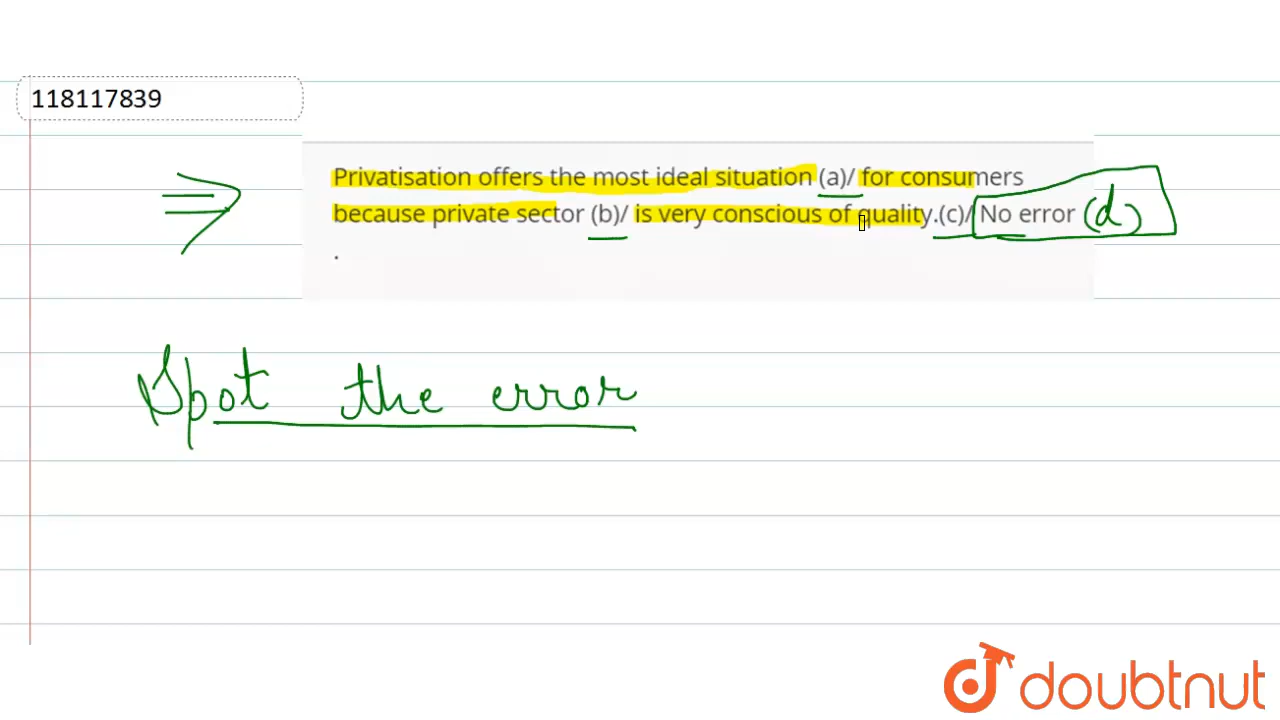 118117839
Privatisation offers the most ideal situation (a)/ for consumers
because private sector (b)/ is very conscious of quality.(c)/ No error (d)
.
Spot the error
doubtnut